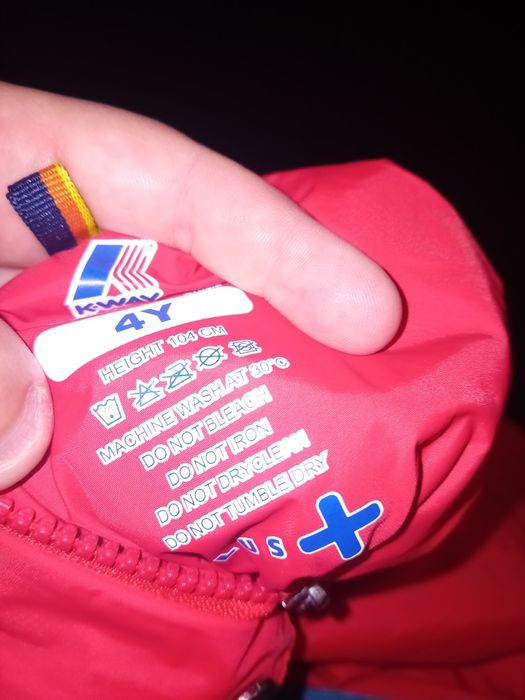 K-WAY
4Y
HEIGHT 104 CM
MACHINE WASH AT 30°C
DO NOT BLEACH
DO NOT IRON
DO NOT DRYCLEAN
DO NOT TUMBLE DRY